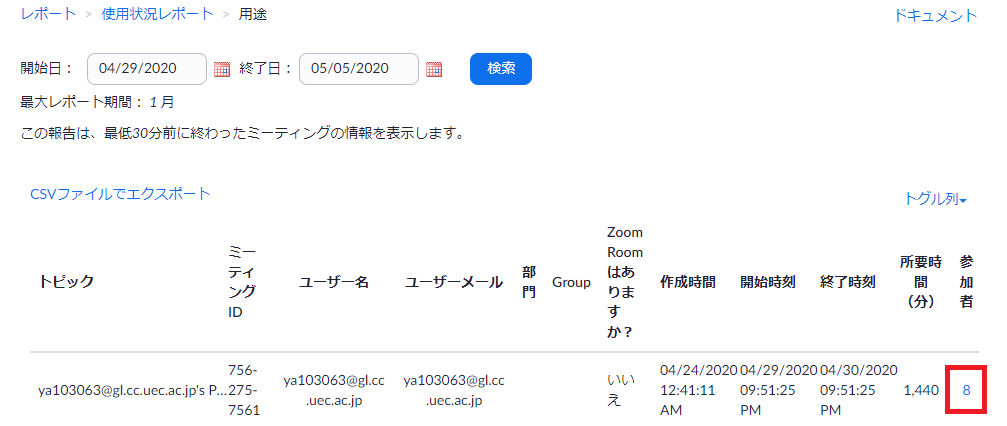 レポート > 使用状況レポート > 用途
ドキュメント
開始日： 04/29/2020 終了日： 05/05/2020 検索
最大レポート期間： 1 月
この報告は、最低30分前に終わったミーティングの情報を表示します。
CSVファイルでエクスポート
トグル列
トピック
ミー
ティ
ング
ID
ユーザー名
ユーザーメール
部
門
Group
Zoom
Room
はあ
りま
す
か？
作成時間
開始時刻
終了時刻
所要時
間
（分）
参
加
者
ya103063@gl.cc.uec.ac.jp's P...
756-
275-
7561
ya103063@gl.cc
.uec.ac.jp
ya103063@gl.cc
.uec.ac.jp
いい
え
04/24/2020
12:41:11
AM
04/29/2020
09:51:25
PM
04/30/2020
09:51:25
PM
1,440
8